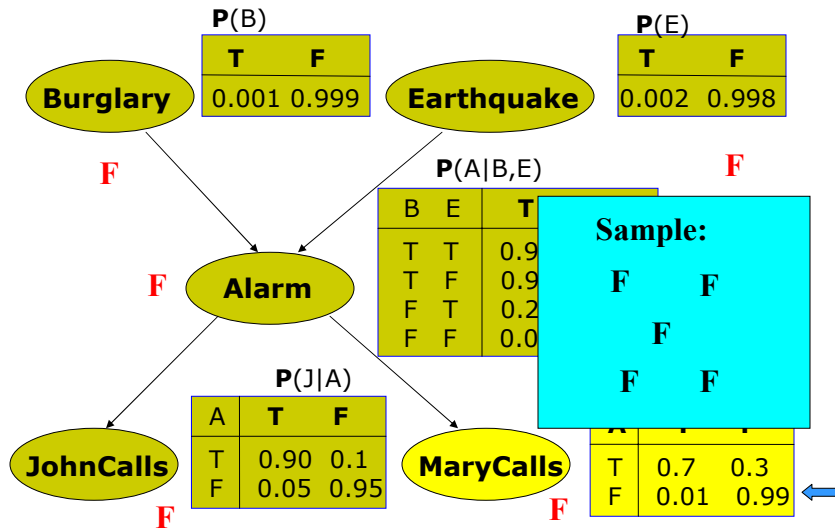 P(B)
T F
0.001 0.999
Burglary
P(E)
T F
0.002 0.998
Earthquake
F
F
P(A|B,E)
B E T
T T 0.9
T F 0.9
F T 0.2
F F 0.0
Sample:
F F
F
F F
F
Alarm
P(J|A)
A T F
T 0.90 0.1
F 0.05 0.95
JohnCalls
F
MaryCalls
F
T 0.7 0.3
F 0.01 0.99